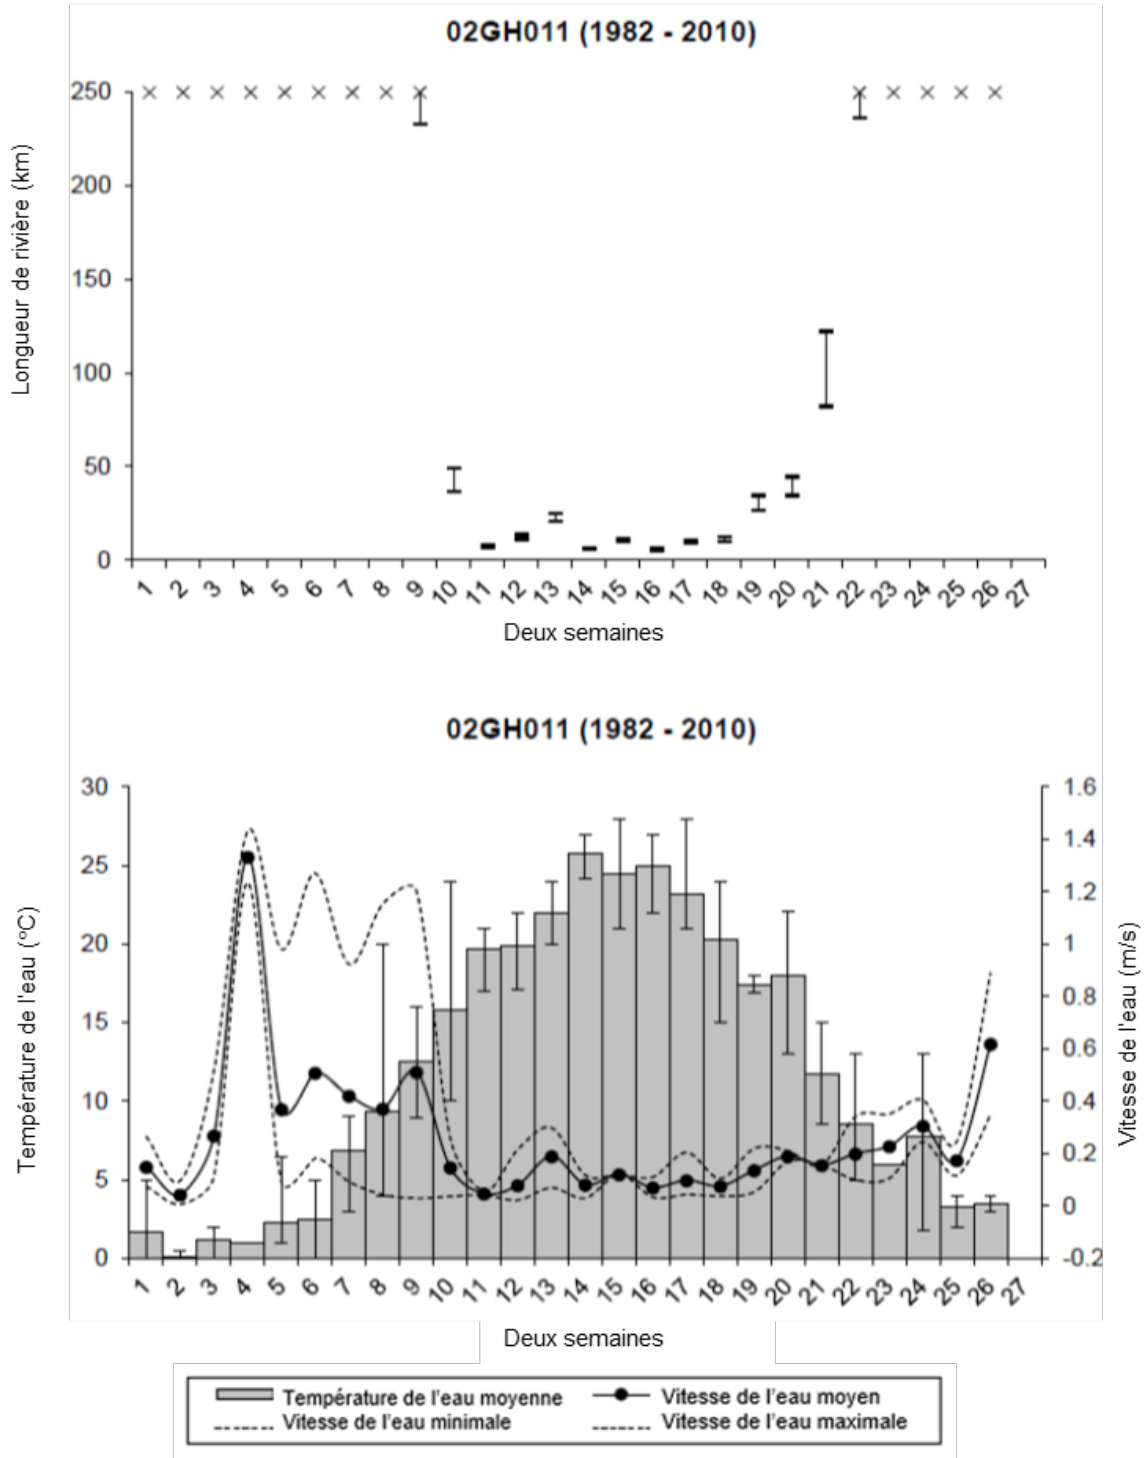 02GH011 (1982 - 2010)
Longueur de rivière (km)
250
200
150
100
50
0
1 2 3 4 5 6 7 8 9 10 11 12 13 14 15 16 17 18 19 20 21 22 23 24 25 26 27
Deux semaines
02GH011 (1982 - 2010)
Température de l'eau (°C)
30
25
20
15
10
5
0
Vitesse de l'eau (m/s)
1.6
1.4
1.2
1
0.8
0.6
0.4
0.2
0
-0.2
1 2 3 4 5 6 7 8 9 10 11 12 13 14 15 16 17 18 19 20 21 22 23 24 25 26 27
Deux semaines
Température de l'eau moyenne
Vitesse de l'eau moyen
Vitesse de l'eau minimale
Vitesse de l'eau maximale